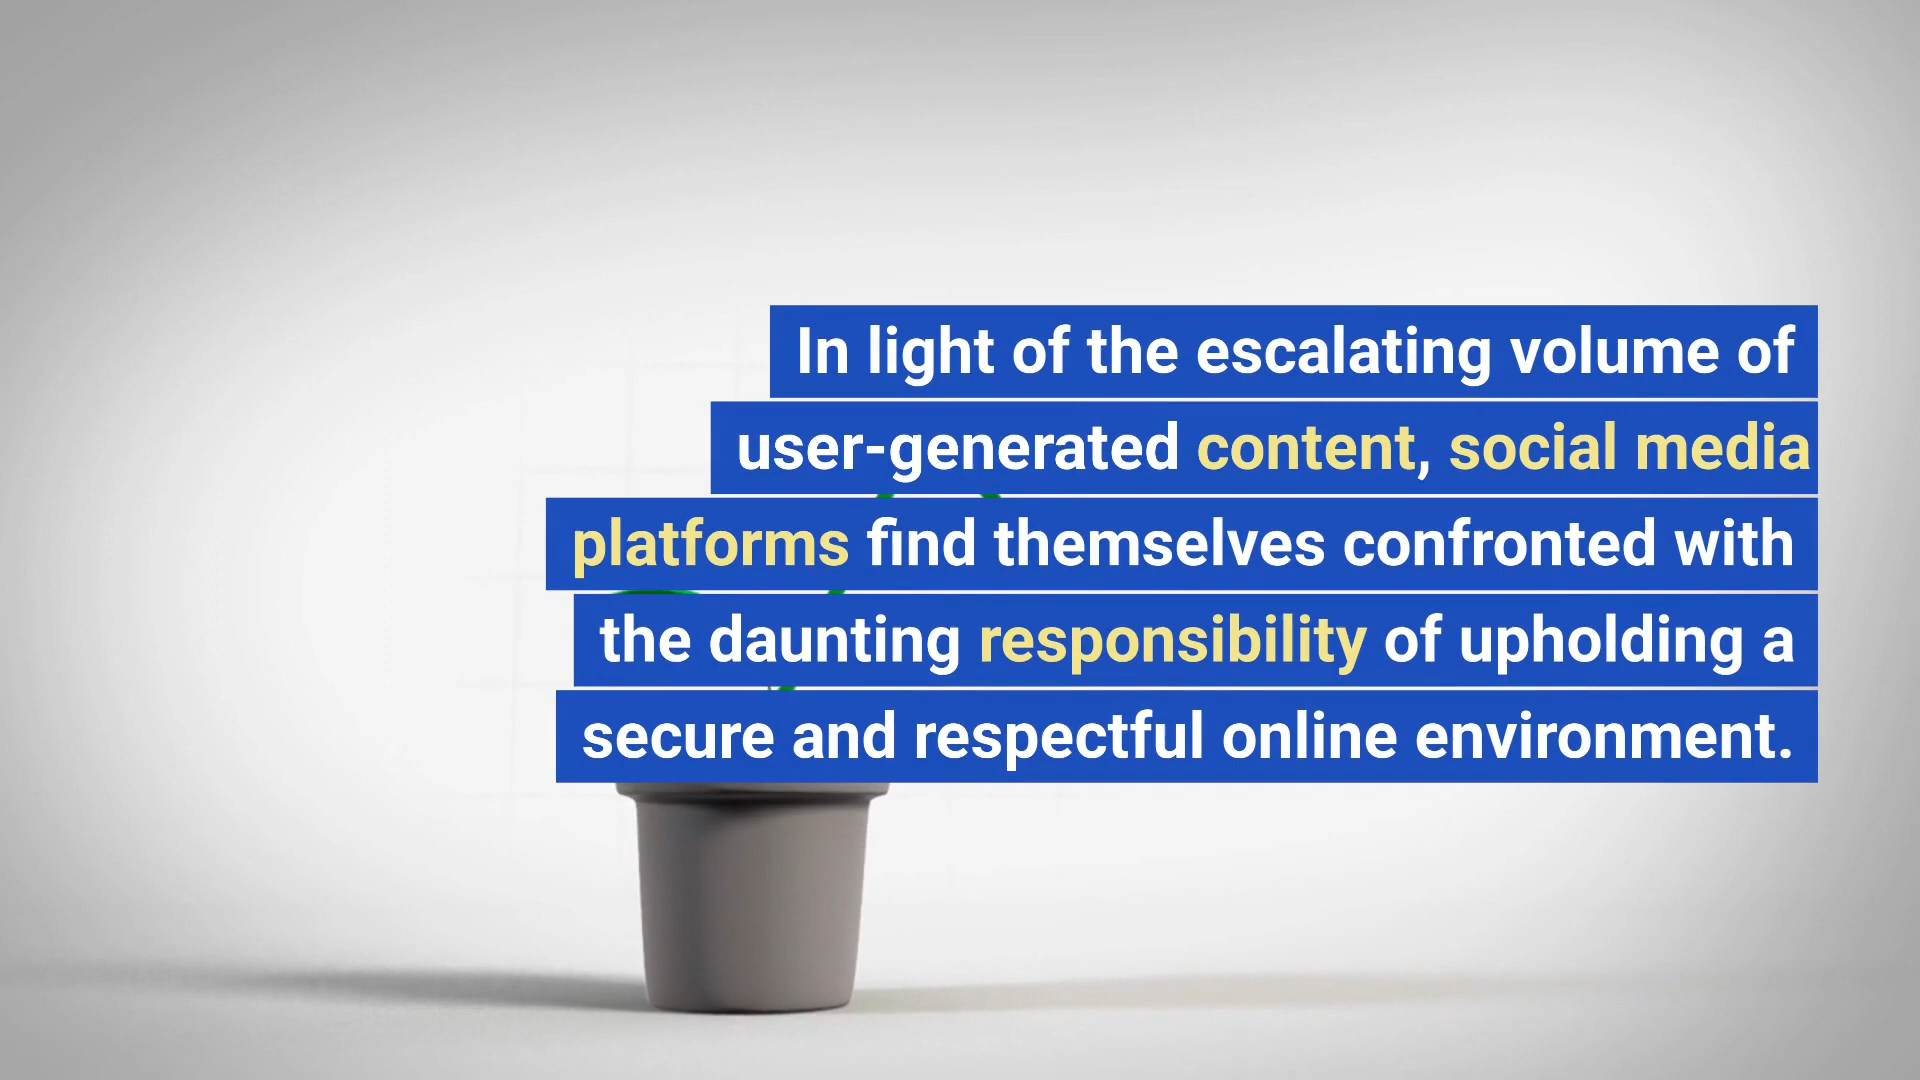 In light of the escalating volume of
user-generated content, social media
platforms find themselves confronted with
the daunting responsibility of upholding a
secure and respectful online environment.